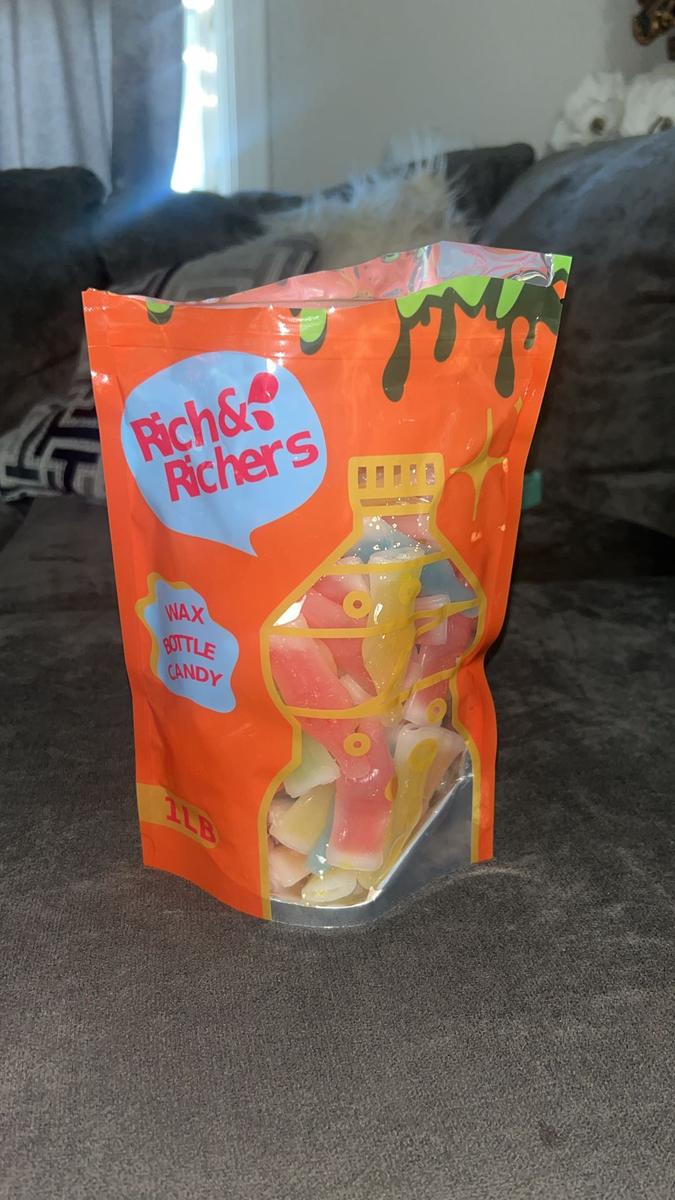 Rich&
Richers
WAX
BOTTLE
CANDY
1LB